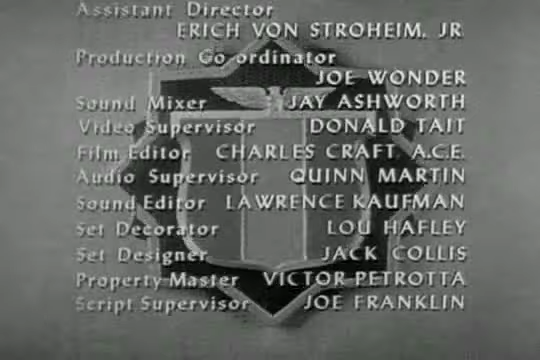 Assistant Director
ERICH VON STROHEIM, JR.
Production Co-ordinator
JOE WONDER
Sound Mixer JAY ASHWORTH
Video Supervisor DONALD TAIT
Film Editor CHARLES CRAFT, A.C.E.
Audio Supervisor QUINN MARTIN
Sound Editor LAWRENCE KAUFMAN
Set Decorator LOU HAFLEY
Set Designer JACK COLLIS
Property Master VICTOR PETROTTA
Script Supervisor JOE FRANKLIN